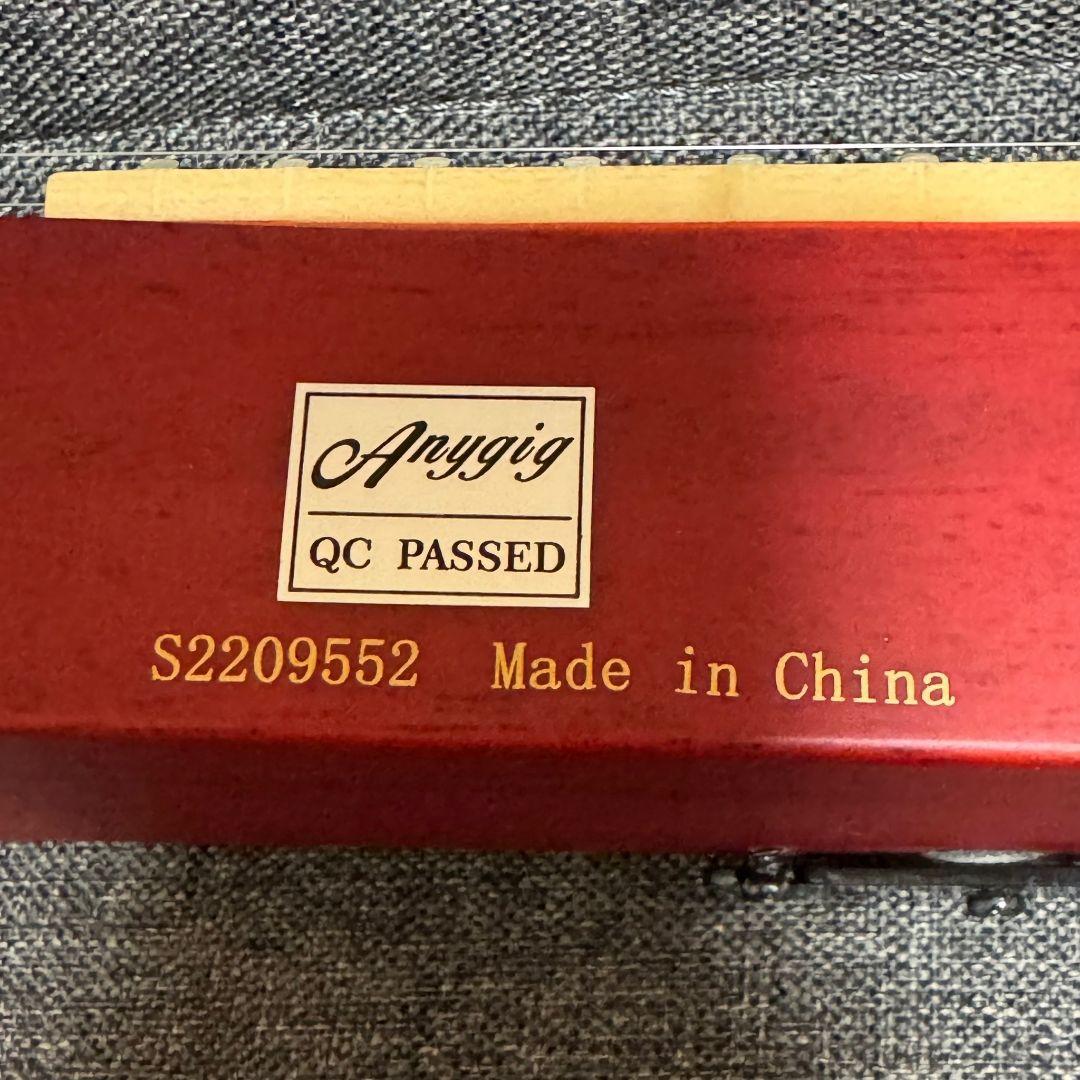 Anygig
QC PASSED
S2209552 Made in China